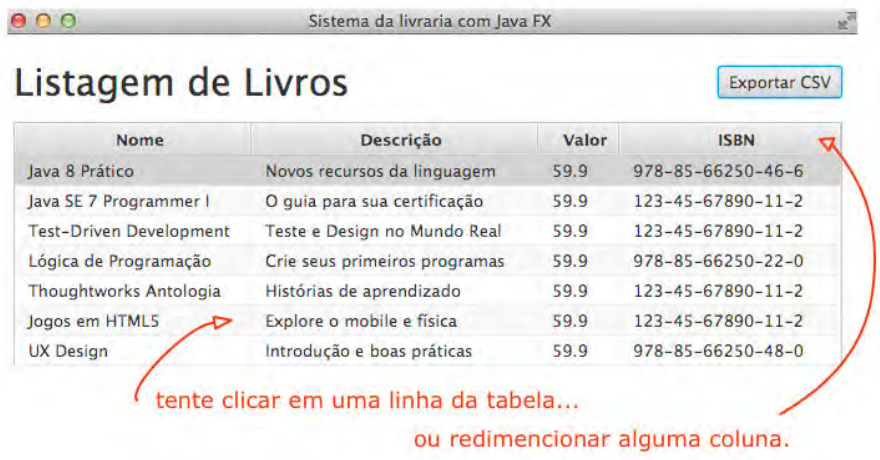 Sistema da livraria com Java FX
Listagem de Livros
Exportar CSV
Nome Descrição Valor ISBN
Java 8 Prático Novos recursos da linguagem 59.9 978-85-66250-46-6
Java SE 7 Programmer I O guia para sua certificação 59.9 123-45-67890-11-2
Test-Driven Development Teste e Design no Mundo Real 59.9 123-45-67890-11-2
Lógica de Programação Crie seus primeiros programas 59.9 978-85-66250-22-0
Thoughtworks Antologia Histórias de aprendizado 59.9 123-45-67890-11-2
Jogos em HTML5 Explore o mobile e física 59.9 123-45-67890-11-2
UX Design Introdução e boas práticas 59.9 978-85-66250-48-0
tente clicar em uma linha da tabela...
ou redimencionar alguma coluna.